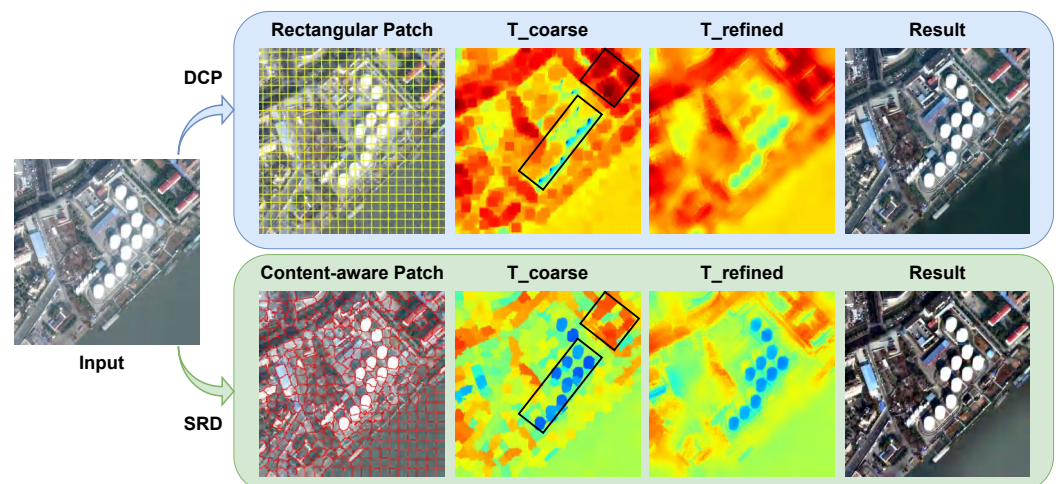 Rectangular Patch
T_coarse
T_refined
Result
DCP
Input
Content-aware Patch
T_coarse
T_refined
Result
SRD